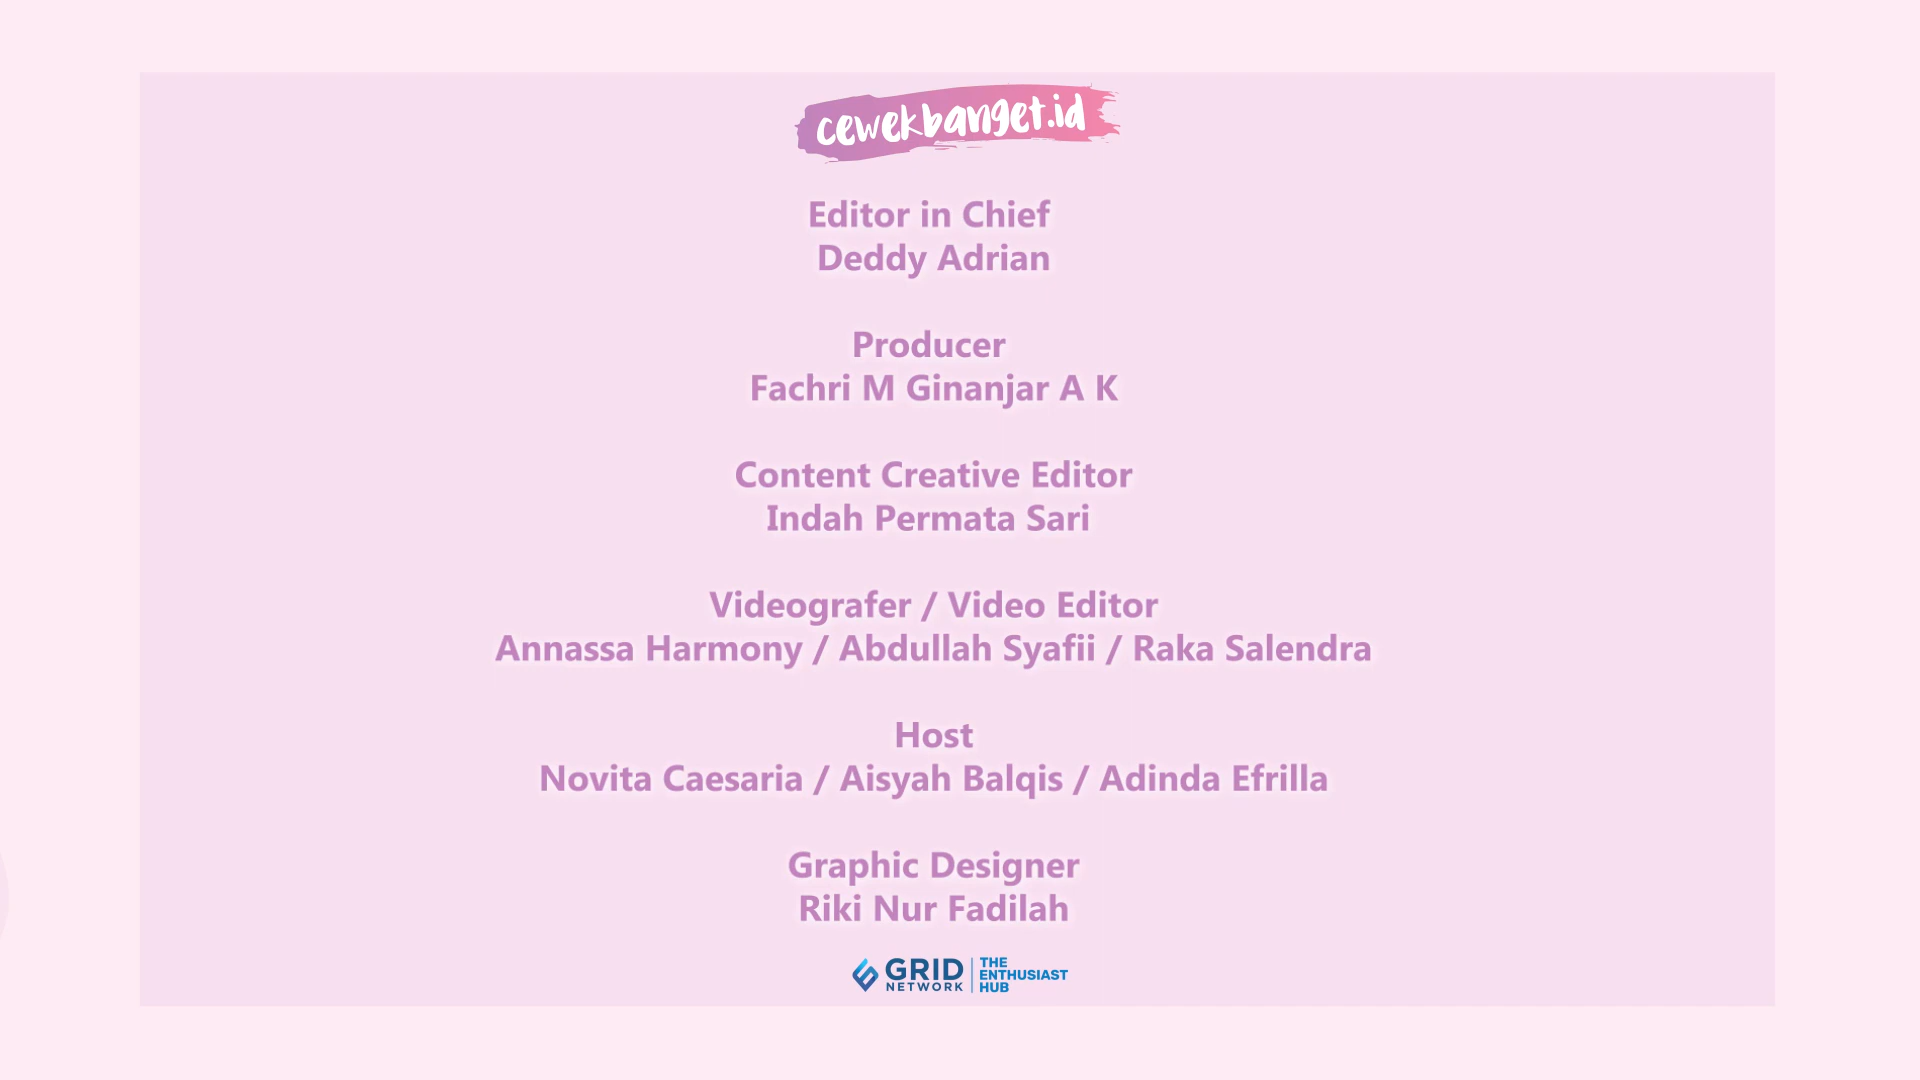 cewekbanget.id
Editor in Chief
Deddy Adrian
Producer
Fachri M Ginanjar A K
Content Creative Editor
Indah Permata Sari
Videografer / Video Editor
Annassa Harmony / Abdullah Syafii / Raka Salendra
Host
Novita Caesaria / Aisyah Balqis / Adinda Efrilla
Graphic Designer
Riki Nur Fadilah
GRID
NETWORK
THE
ENTHUSIAST
HUB